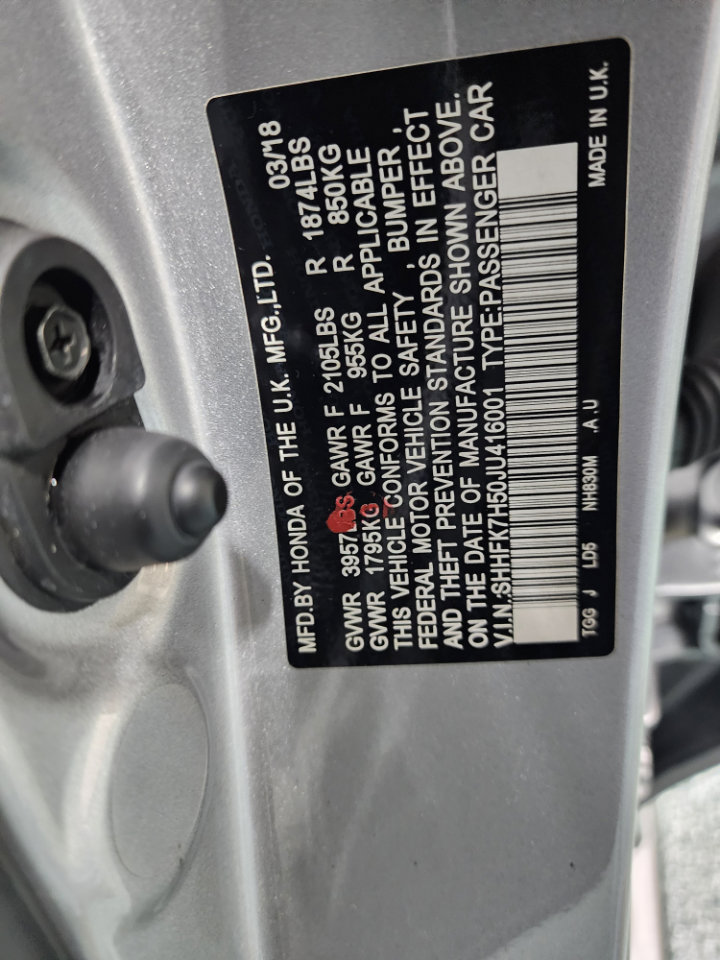 MFD.BY HONDA OF THE U.K. MFG.,LTD. 03/18
GVWR 3957LBS GAWR F 2105LBS R 1874LBS
GVWR 1795KG GAWR F 955KG R 850KG
THIS VEHICLE CONFORMS TO ALL APPLICABLE
FEDERAL MOTOR VEHICLE SAFETY , BUMPER ,
AND THEFT PREVENTION STANDARDS IN EFFECT
ON THE DATE OF MANUFACTURE SHOWN ABOVE.
V.I.N.:SHHFK7H50JU416001 TYPE:PASSENGER CAR
TGG J LD5 NH830M .A.U MADE IN U.K.